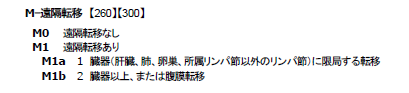 M-遠隔転移 【260】【300】
M0 遠隔転移なし
M1 遠隔転移あり
M1a 1 臓器(肝臓、肺、卵巣、所属リンパ節以外のリンパ節)に限局する転移
M1b 2 臓器以上、または腹膜転移